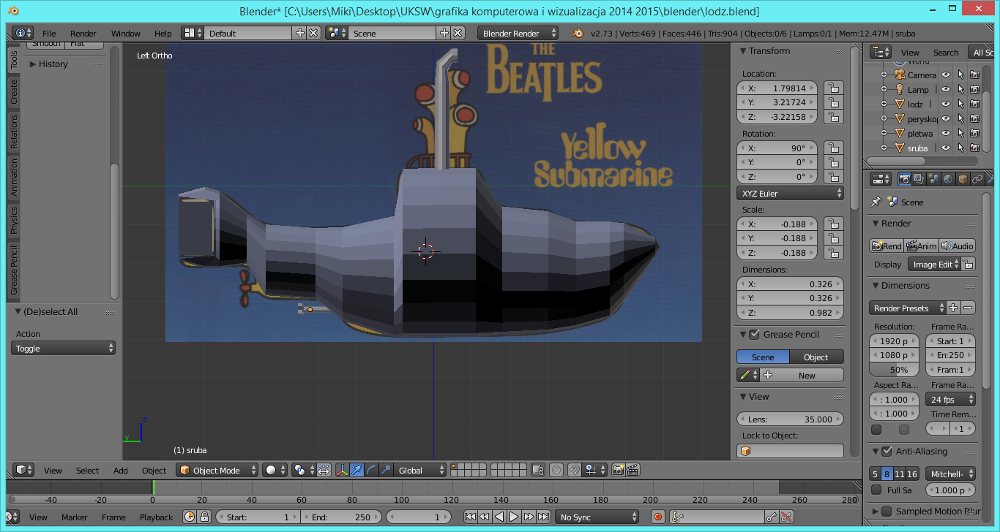 Blender* [C:\Users\Miki\Desktop\UKSW\grafika komputerowa i wizualizacja 2014 2015\blender\lodz.blend]
File Render Window Help Default Scene Blender Render v2.73 | Verts:469 | Faces:446 | Tris:904 | Objects:0/6 | Lamps:0/1 | Mem:12.47M | sruba
Smooth Flat
History
Tools
Create
Relations
Animation
Physics
Grease Pencil
(De)select All
Action
Toggle
Left Ortho
THE
BEATLES
Yellow
Submarine
z
y
(1) sruba
Transform
Location:
X: 1.79814
Y: 3.21724
Z: -3.22158
Rotation:
X: 90°
Y: 0°
Z: 0°
XYZ Euler
Scale:
X: -0.188
Y: -0.188
Z: -0.188
Dimensions:
X: 0.326
Y: 0.326
Z: 0.982
Grease Pencil
Scene Object
New
View
Lens: 35.000
Lock to Object:
View Search All Sc
World
Camera
Lamp
lodz
perysko
pletwa
sruba
Scene
Render
Rend Anim Audio
Display Image Edit
Dimensions
Render Presets
Resolution: Frame Ra...
1920 p Start: 1
1080 p En:250
50% Fram:1
Aspect Ra... Frame Ra...
: 1.000 24 fps
: 1.000 Time Rem...
1
Anti-Aliasing
5 8 11 16 Mitchell-
Full Sa 1.000 p
Sampled Motion Blur
View Select Add Object Object Mode Global
-40 -20 0 20 40 60 80 100 120 140 160 180 200 220 240 260 280
View Marker Frame Playback Start: 1 End: 250 1 No Sync